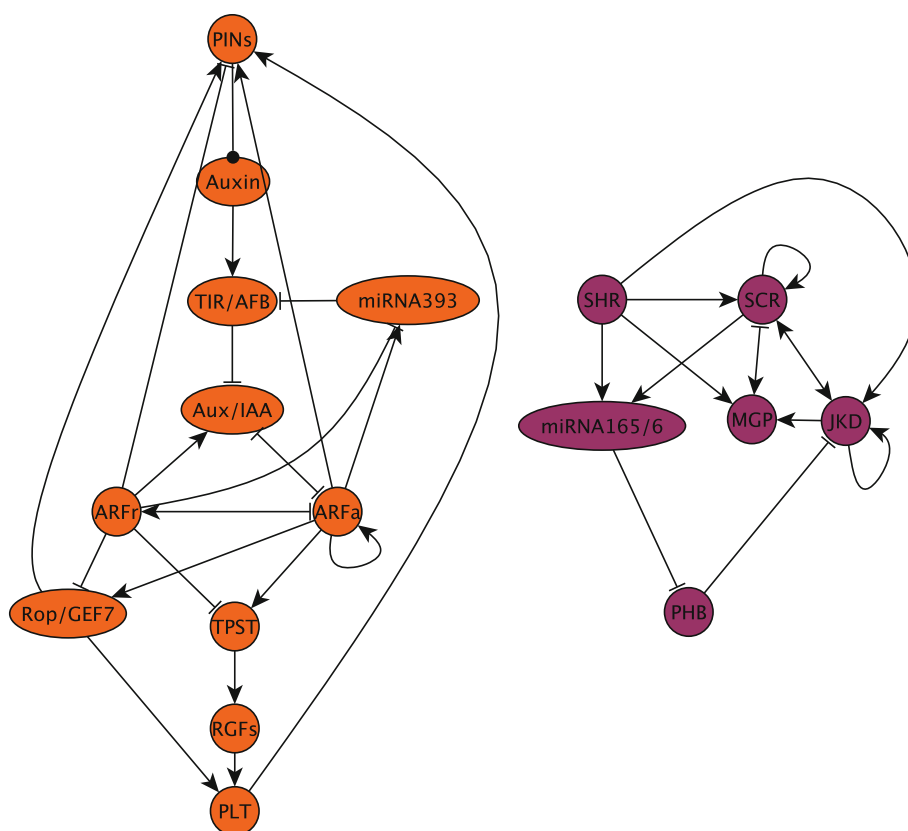 PINs
Auxin
TIR/AFB
miRNA393
Aux/IAA
ARFr
ARFa
Rop/GEF7
TPST
RGFs
PLT
SHR
SCR
miRNA165/6
MGP
JKD
PHB